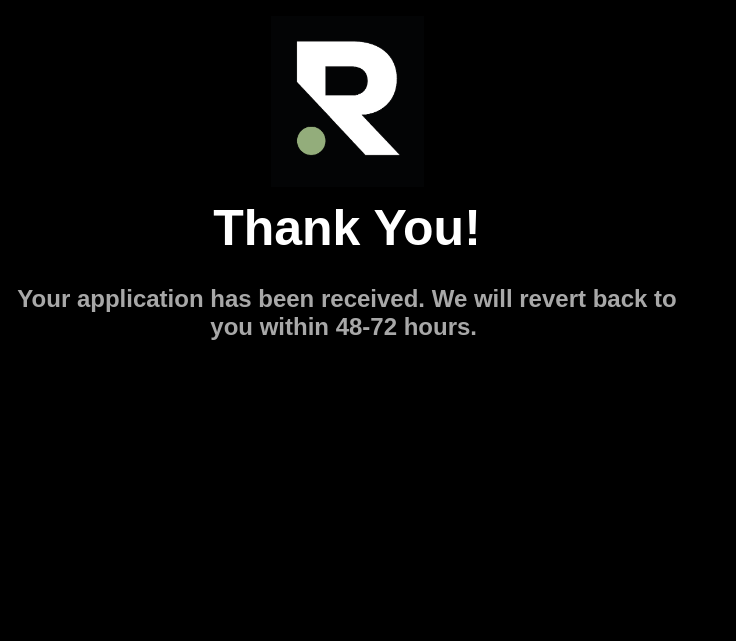 R
Thank You!
Your application has been received. We will revert back to
you within 48-72 hours.